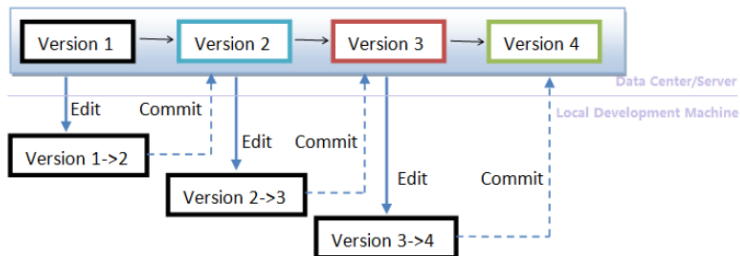 Version 1
Version 2
Version 3
Version 4
Data Center/Server
Local Development Machine
Edit
Commit
Version 1->2
Edit
Commit
Version 2->3
Edit
Commit
Version 3->4